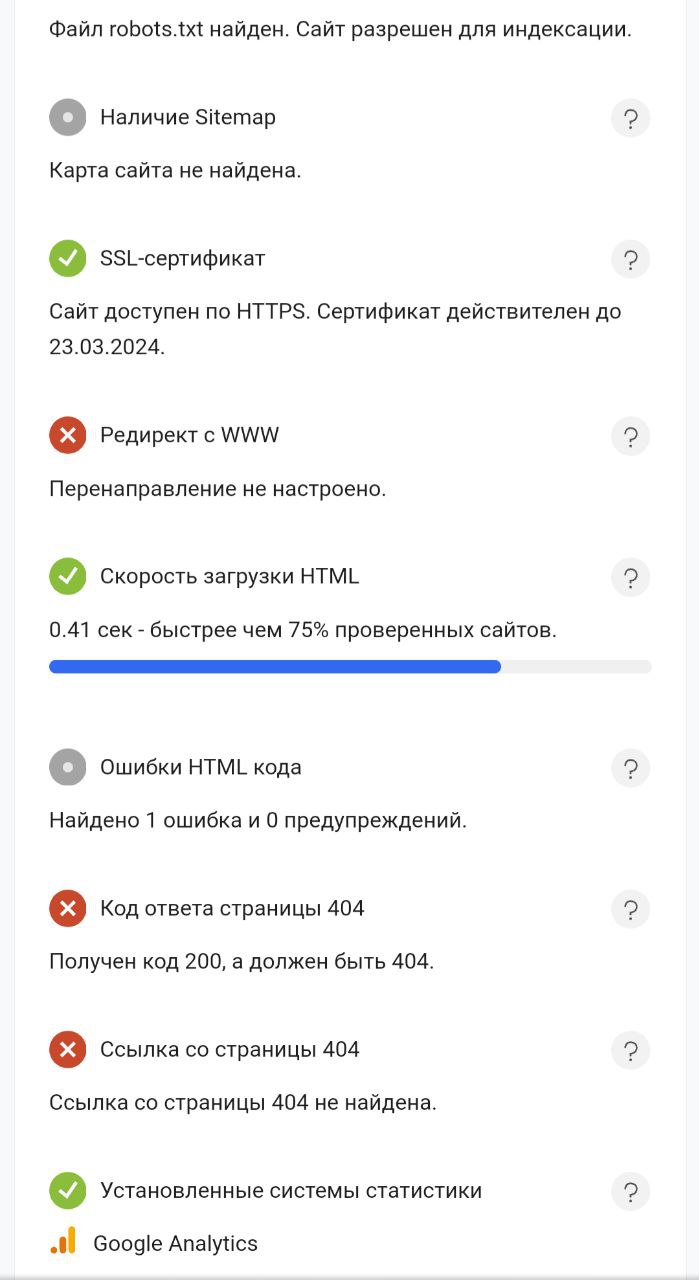 Файл robots.txt найден. Сайт разрешен для индексации.
Наличие Sitemap
?
Карта сайта не найдена.
SSL-сертификат
?
Сайт доступен по HTTPS. Сертификат действителен до
23.03.2024.
Редирект с WWW
?
Перенаправление не настроено.
Скорость загрузки HTML
?
0.41 сек - быстрее чем 75% проверенных сайтов.
Ошибки HTML кода
?
Найдено 1 ошибка и 0 предупреждений.
Код ответа страницы 404
?
Получен код 200, а должен быть 404.
Ссылка со страницы 404
?
Ссылка со страницы 404 не найдена.
Установленные системы статистики
?
Google Analytics